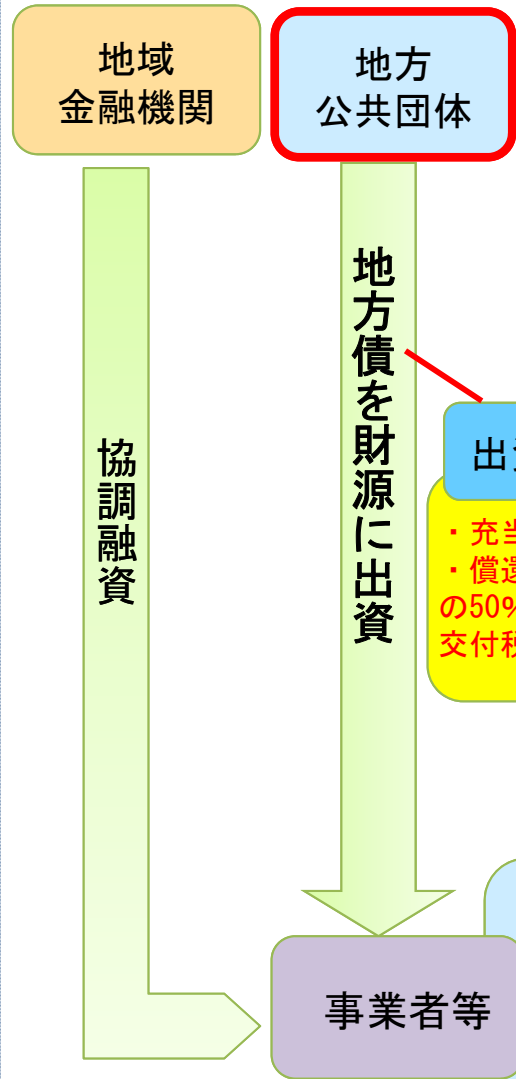 地域
金融機関
地方
公共団体
地方債を財源に出資
協調融資
出
・充当
・償還
の50%
交付税
事業者等